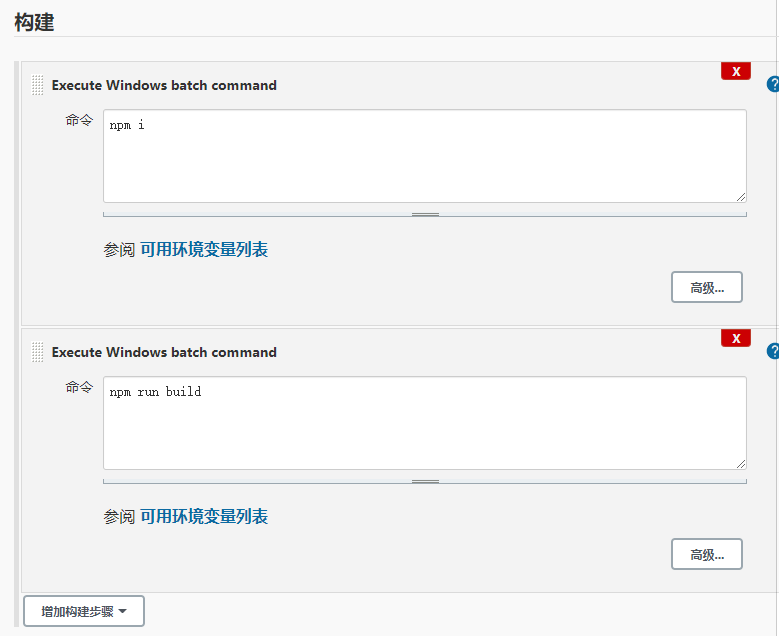 构建
X
Execute Windows batch command
?
命令
npm i
参阅 可用环境变量列表
高级...
X
Execute Windows batch command
?
命令
npm run build
参阅 可用环境变量列表
高级...
增加构建步骤